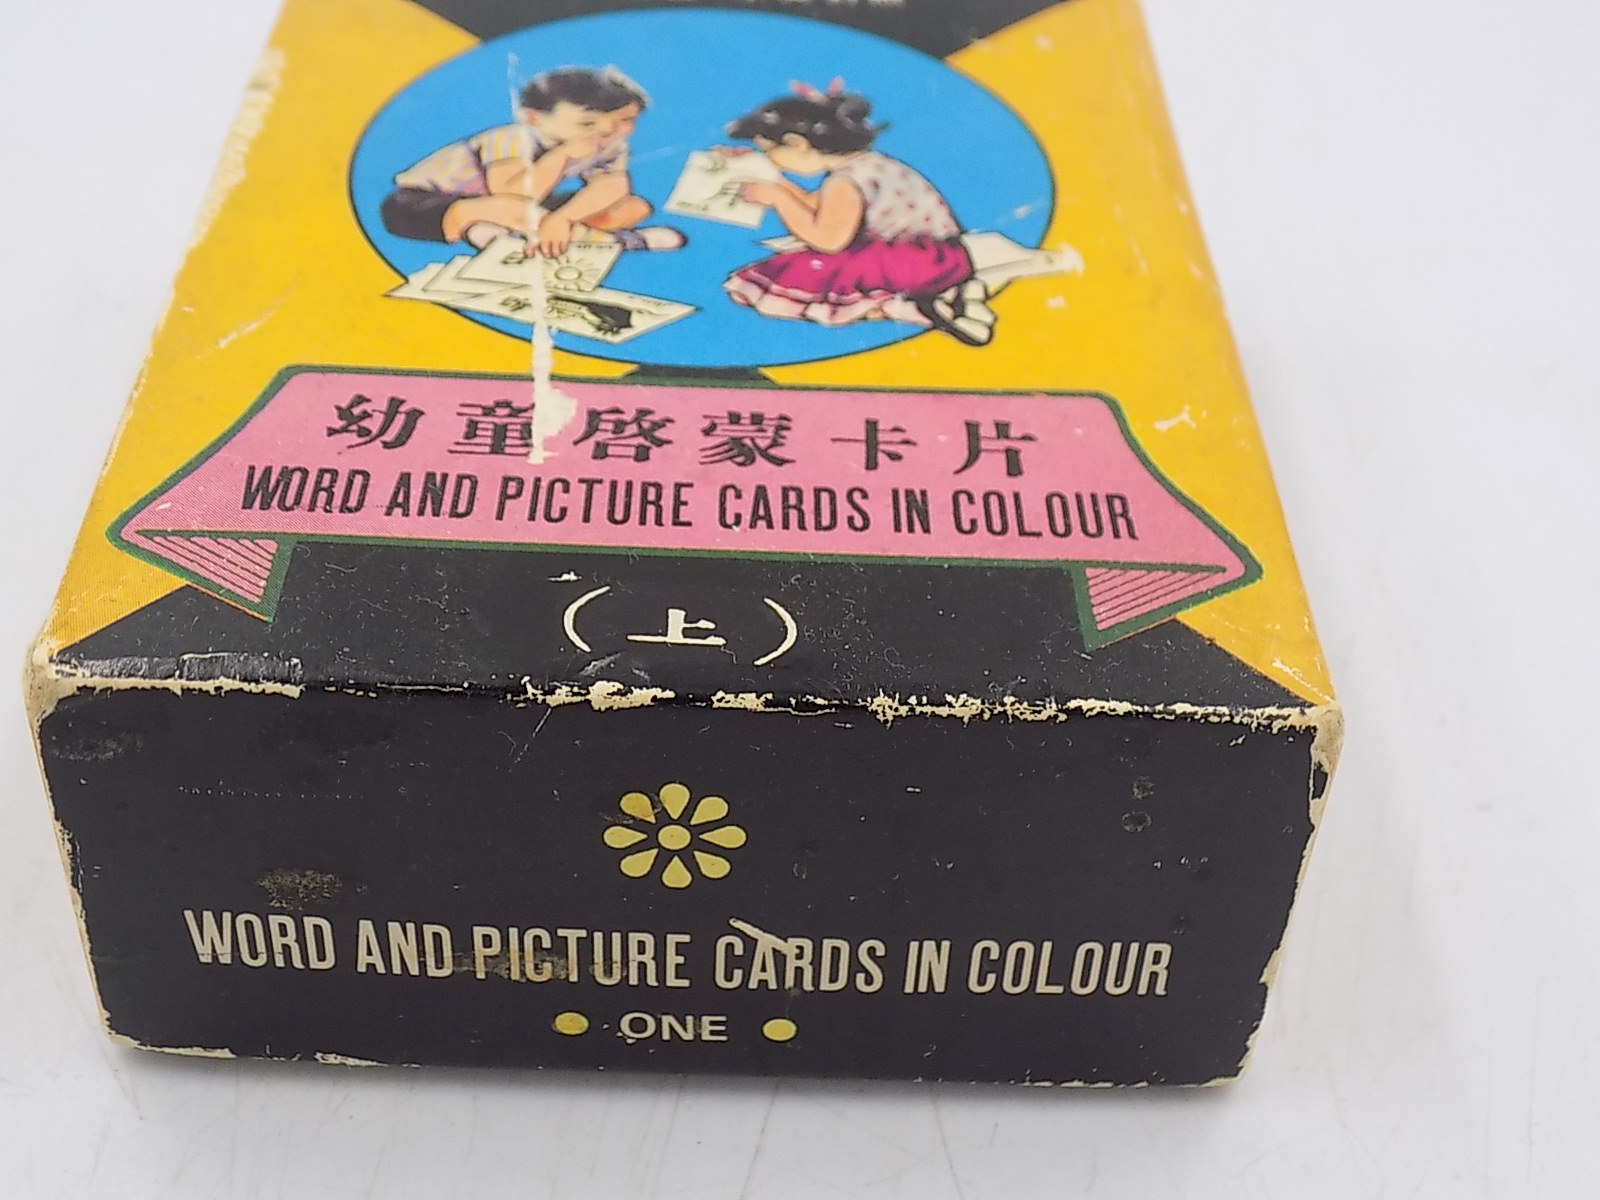 幼童啓蒙卡片
WORD AND PICTURE CARDS IN COLOUR
(上)
WORD AND PICTURE CARDS IN COLOUR
• ONE •